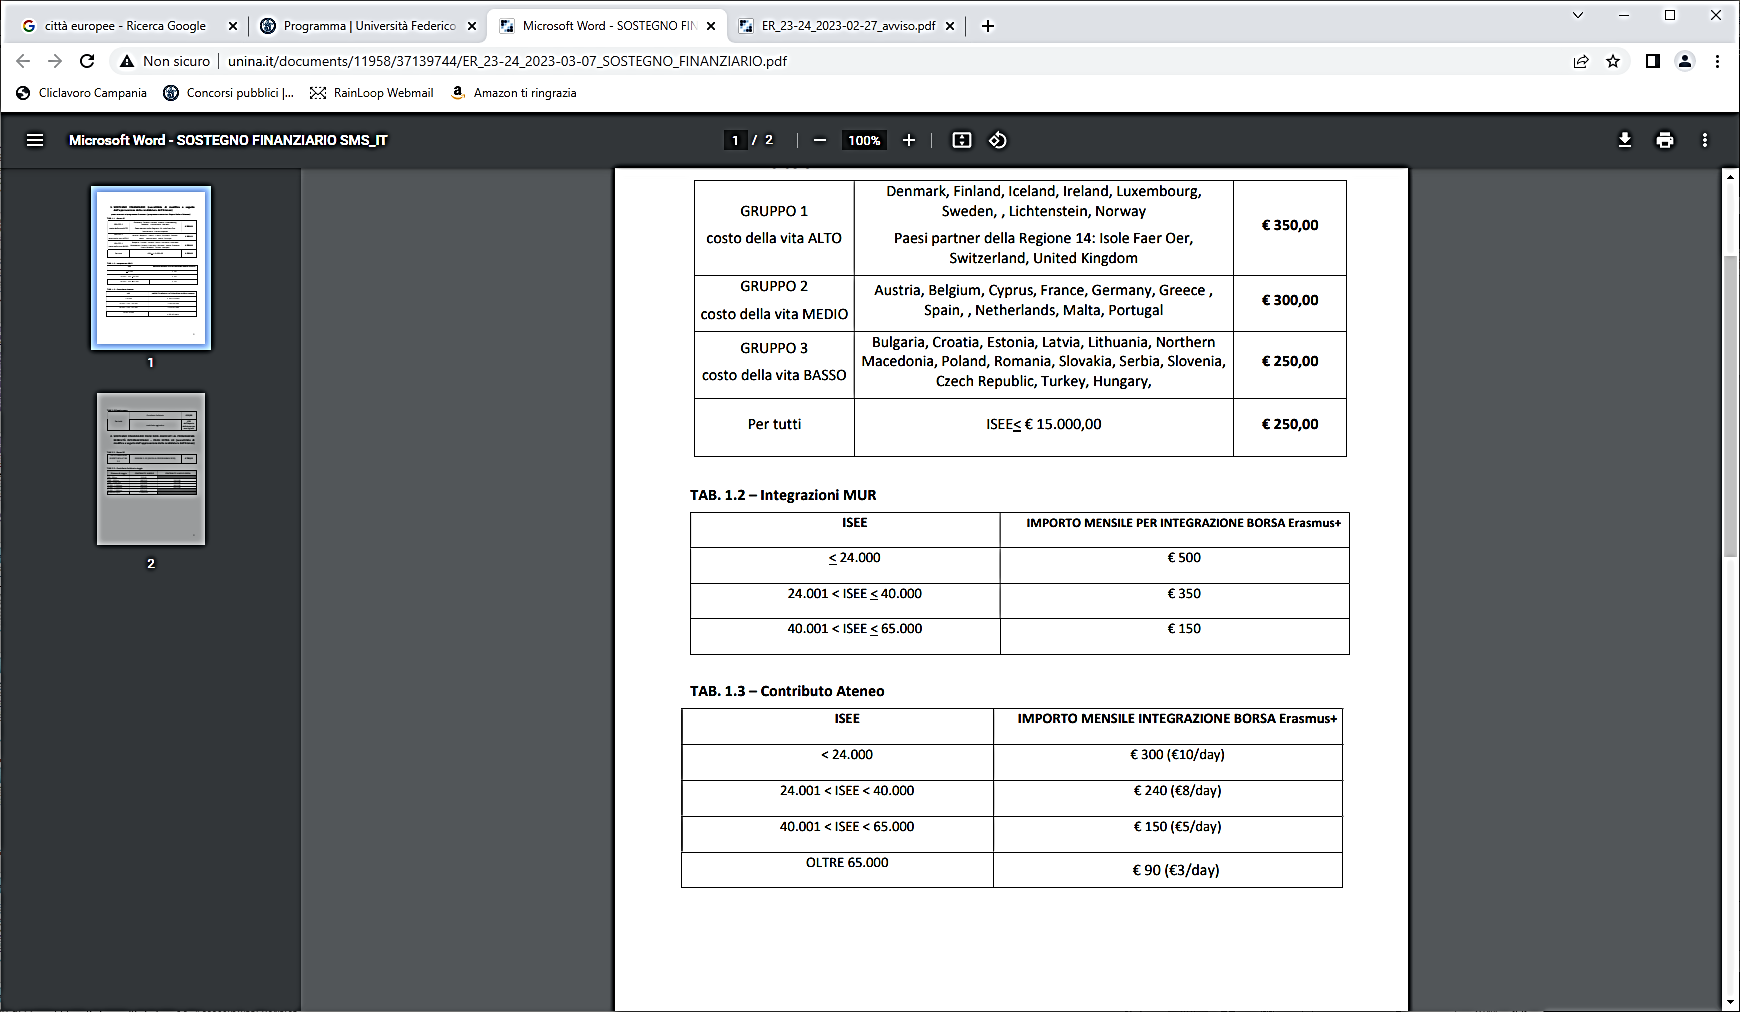 città europee - Ricerca Google
Programma | Università Federico
Microsoft Word - SOSTEGNO FIN
ER_23-24_2023-02-27_avviso.pdf
Non sicuro
unina.it/documents/11958/37139744/ER_23-24_2023-03-07_SOSTEGNO_FINANZIARIO.pdf
Cliclavoro Campania
Concorsi pubblici |...
RainLoop Webmail
Amazon ti ringrazia
Microsoft Word - SOSTEGNO FINANZIARIO SMS_IT
1 / 2
100%
1
2
GRUPPO 1
costo della vita ALTO
Denmark, Finland, Iceland, Ireland, Luxembourg,
Sweden, , Lichtenstein, Norway
Paesi partner della Regione 14: Isole Faer Oer,
Switzerland, United Kingdom
€ 350,00
GRUPPO 2
costo della vita MEDIO
Austria, Belgium, Cyprus, France, Germany, Greece ,
Spain, , Netherlands, Malta, Portugal
€ 300,00
GRUPPO 3
costo della vita BASSO
Bulgaria, Croatia, Estonia, Latvia, Lithuania, Northern
Macedonia, Poland, Romania, Slovakia, Serbia, Slovenia,
Czech Republic, Turkey, Hungary,
€ 250,00
Per tutti
ISEE≤ € 15.000,00
€ 250,00
TAB. 1.2 – Integrazioni MUR
ISEE
IMPORTO MENSILE PER INTEGRAZIONE BORSA Erasmus+
≤ 24.000
€ 500
24.001 < ISEE ≤ 40.000
€ 350
40.001 < ISEE ≤ 65.000
€ 150
TAB. 1.3 – Contributo Ateneo
ISEE
IMPORTO MENSILE INTEGRAZIONE BORSA Erasmus+
< 24.000
€ 300 (€10/day)
24.001 < ISEE < 40.000
€ 240 (€8/day)
40.001 < ISEE < 65.000
€ 150 (€5/day)
OLTRE 65.000
€ 90 (€3/day)